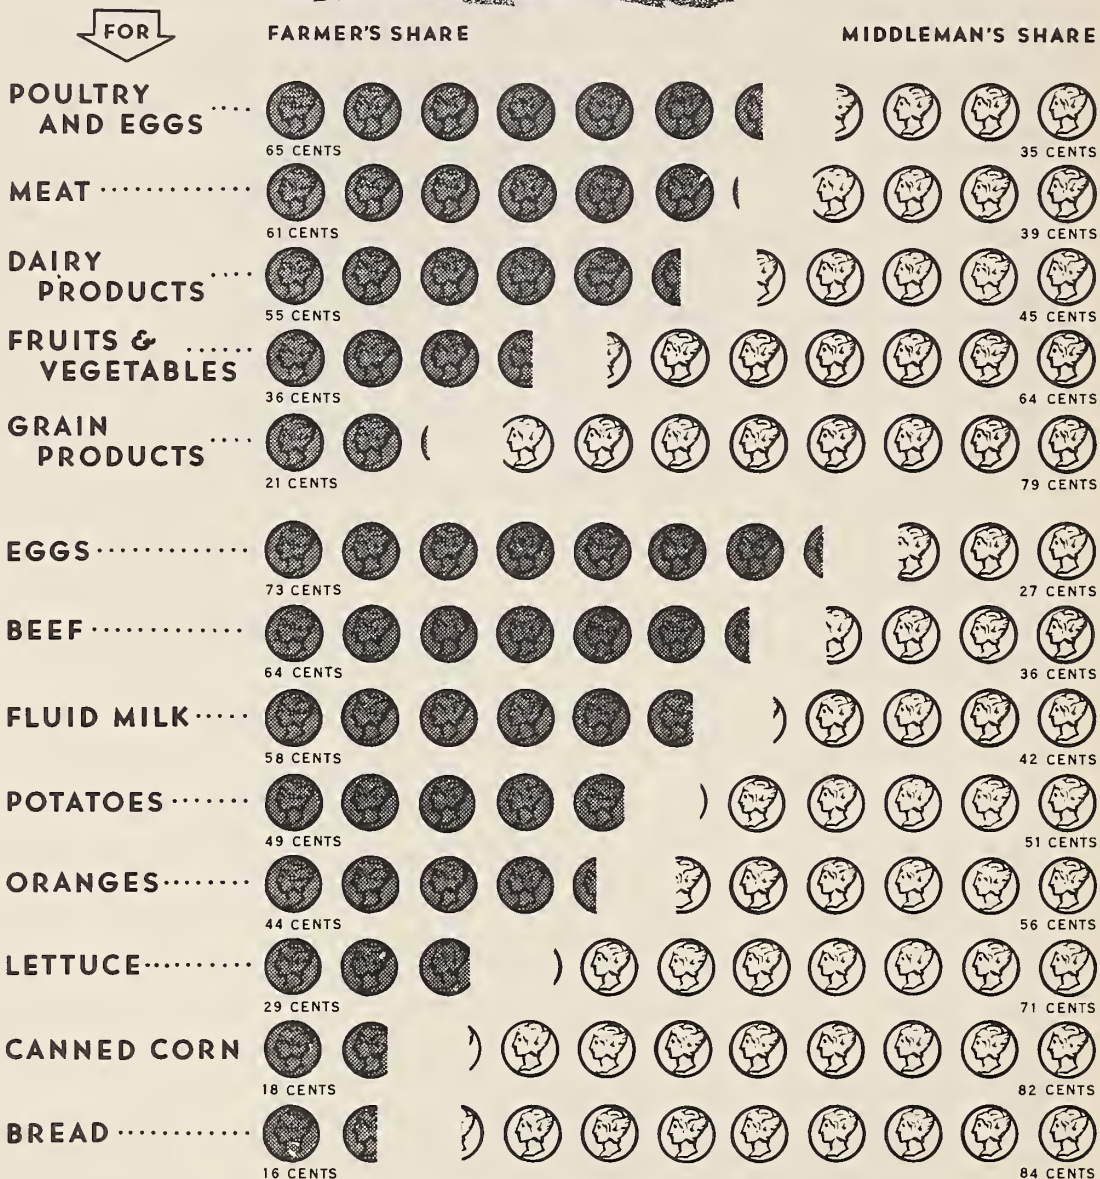 FOR FARMER'S SHARE MIDDLEMAN'S SHARE
POULTRY
AND EGGS ....
65 CENTS 35 CENTS
MEAT .............
61 CENTS 39 CENTS
DAIRY
PRODUCTS ....
55 CENTS 45 CENTS
FRUITS &
VEGETABLES ......
36 CENTS 64 CENTS
GRAIN
PRODUCTS ....
21 CENTS 79 CENTS
EGGS .............
73 CENTS 27 CENTS
BEEF .............
64 CENTS 36 CENTS
FLUID MILK .....
58 CENTS 42 CENTS
POTATOES .......
49 CENTS 51 CENTS
ORANGES ........
44 CENTS 56 CENTS
LETTUCE .........
29 CENTS 71 CENTS
CANNED CORN
18 CENTS 82 CENTS
BREAD ............
16 CENTS 84 CENTS